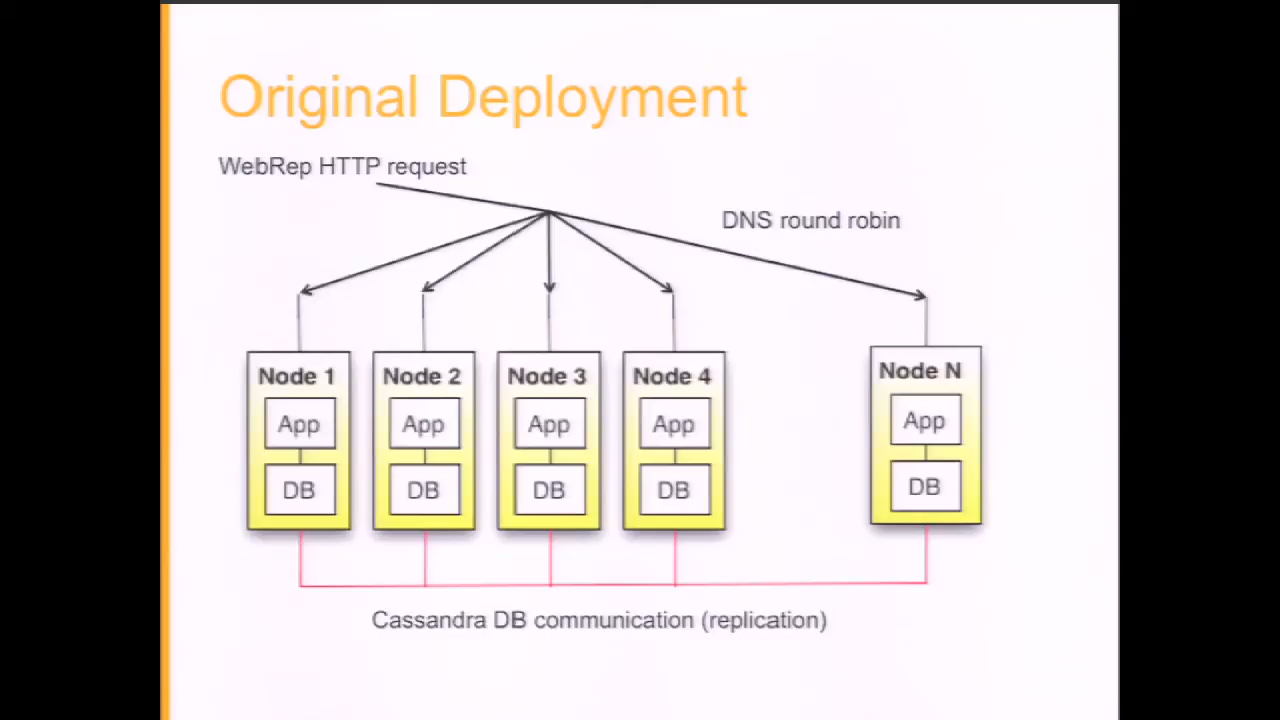 Original Deployment
WebRep HTTP request
DNS round robin
Node 1
App
DB
Node 2
App
DB
Node 3
App
DB
Node 4
App
DB
Node N
App
DB
Cassandra DB communication (replication)